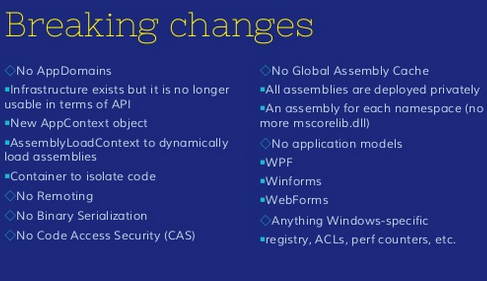 Breaking changes
◇No AppDomains
▪Infrastructure exists but it is no longer
usable in terms of API
▪New AppContext object
▪AssemblyLoadContext to dynamically
load assemblies
▪Container to isolate code
◇No Remoting
◇No Binary Serialization
◇No Code Access Security (CAS)
◇No Global Assembly Cache
▪All assemblies are deployed privately
▪An assembly for each namespace (no
more mscorelib.dll)
◇No application models
▪WPF
▪Winforms
▪WebForms
◇Anything Windows-specific
▪registry, ACLs, perf counters, etc.